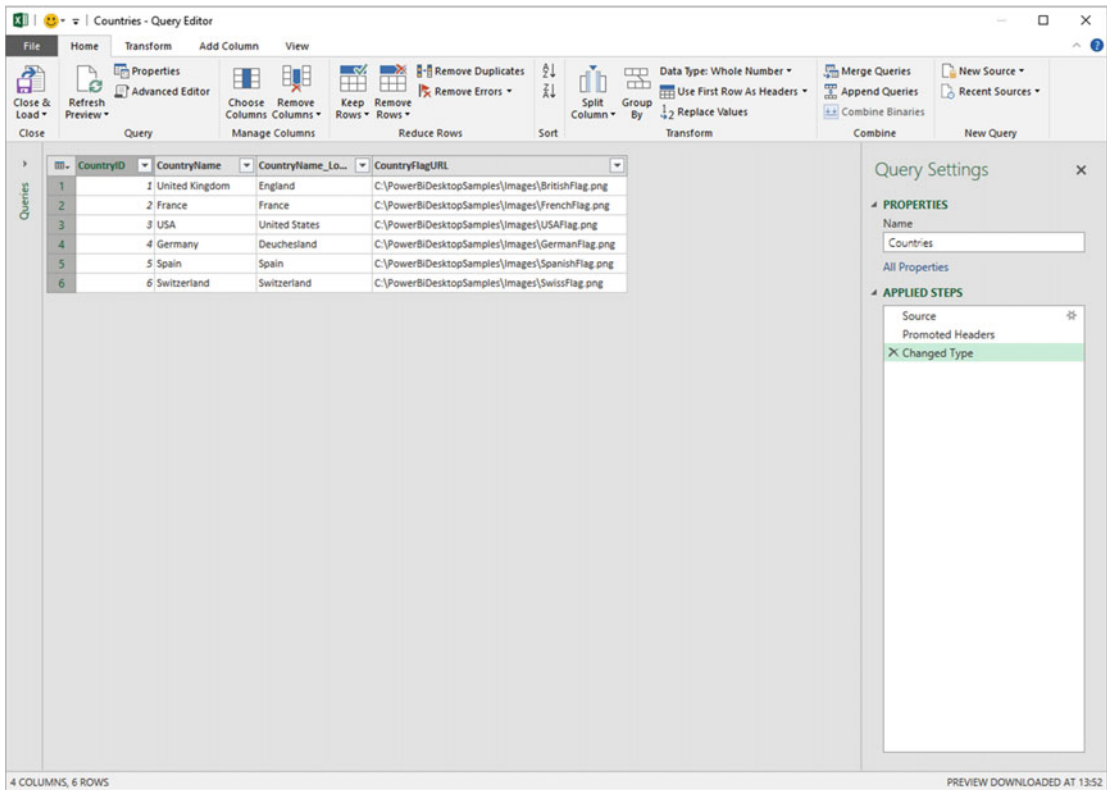 Countries - Query Editor
File Home Transform Add Column View
Close & Load
Refresh Preview
Properties
Advanced Editor
Choose Columns
Remove Columns
Keep Rows
Remove Rows
Remove Duplicates
Remove Errors
Split Column
Group By
Data Type: Whole Number
Use First Row As Headers
1 2 Replace Values
Merge Queries
Append Queries
Combine Binaries
New Source
Recent Sources
Close Query Manage Columns Reduce Rows Sort Transform Combine New Query
Queries
CountryID CountryName CountryName_Lo... CountryFlagURL
1 1 United Kingdom England C:\PowerBiDesktopSamples\Images\BritishFlag.png
2 2 France France C:\PowerBiDesktopSamples\Images\FrenchFlag.png
3 3 USA United States C:\PowerBiDesktopSamples\Images\USAFlag.png
4 4 Germany Deuchesland C:\PowerBiDesktopSamples\Images\GermanFlag.png
5 5 Spain Spain C:\PowerBiDesktopSamples\Images\SpanishFlag.png
6 6 Switzerland Switzerland C:\PowerBiDesktopSamples\Images\SwissFlag.png
Query Settings
PROPERTIES
Name
Countries
All Properties
APPLIED STEPS
Source
Promoted Headers
Changed Type
4 COLUMNS, 6 ROWS
PREVIEW DOWNLOADED AT 13:52